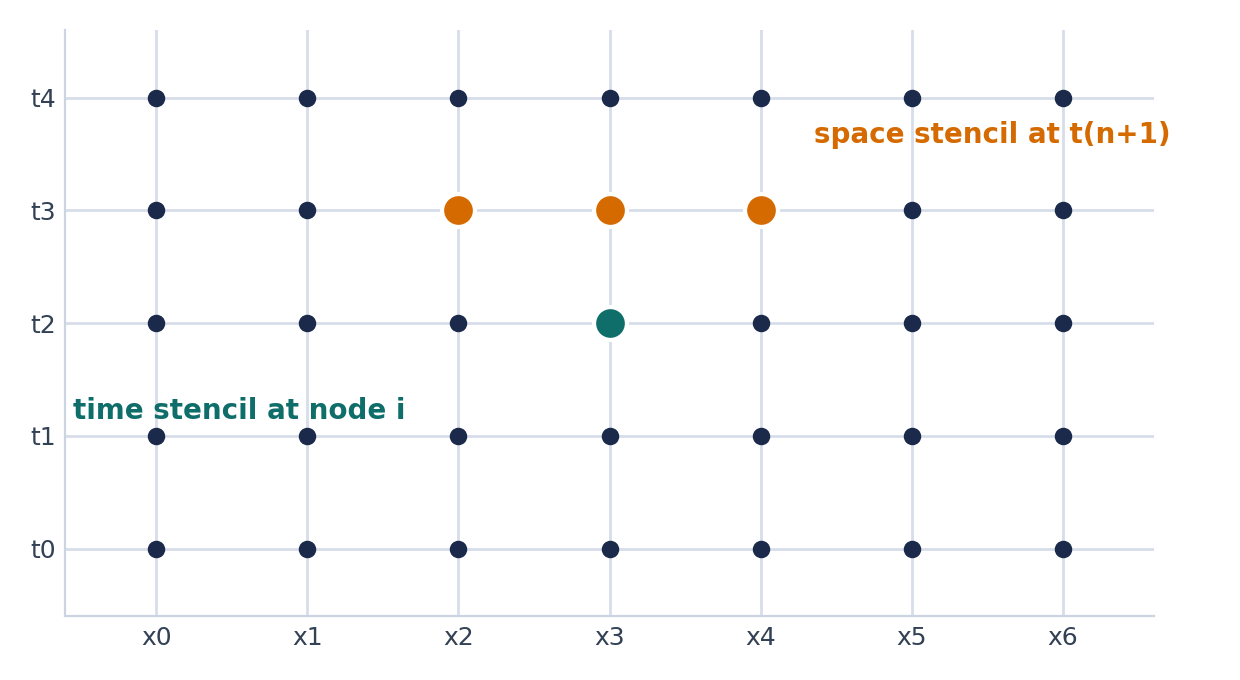 t4
space stencil at t(n+1)
t3
t2
time stencil at node i
t1
t0
x0 x1 x2 x3 x4 x5 x6